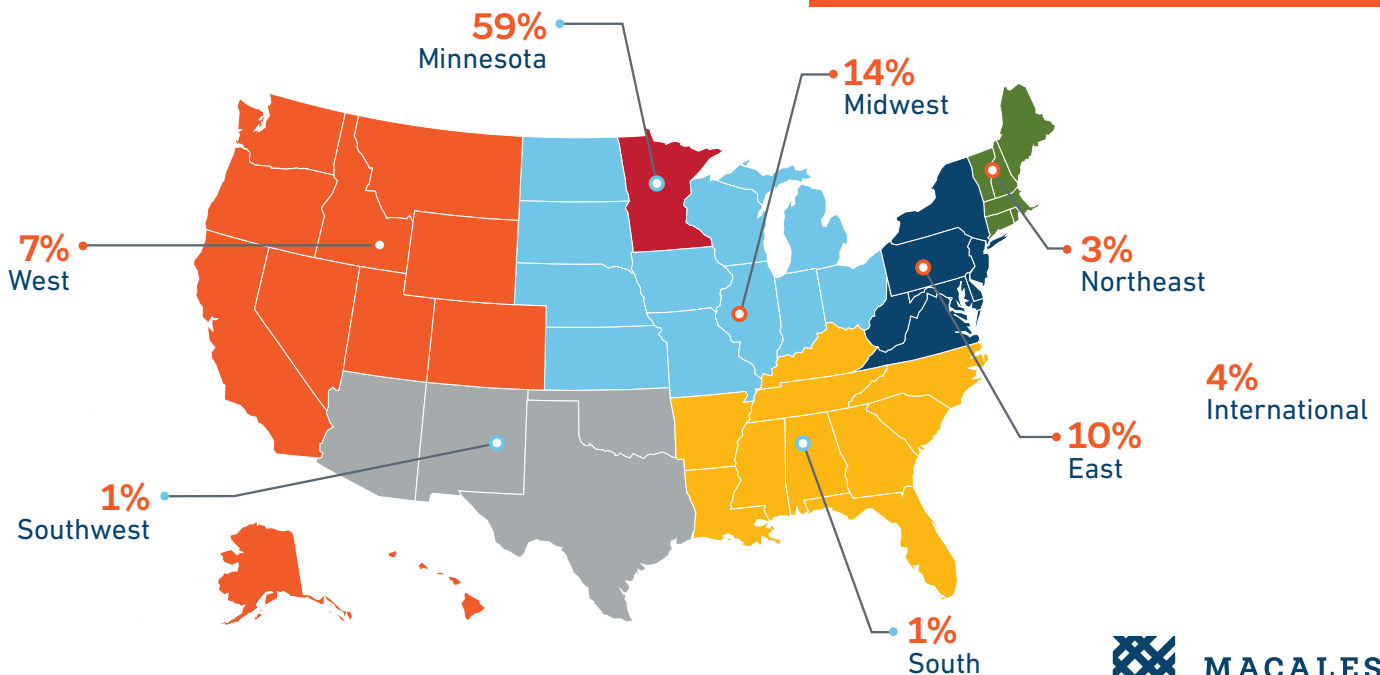 59%
Minnesota
14%
Midwest
7%
West
3%
Northeast
4%
International
10%
East
1%
Southwest
1%
South
MACALES